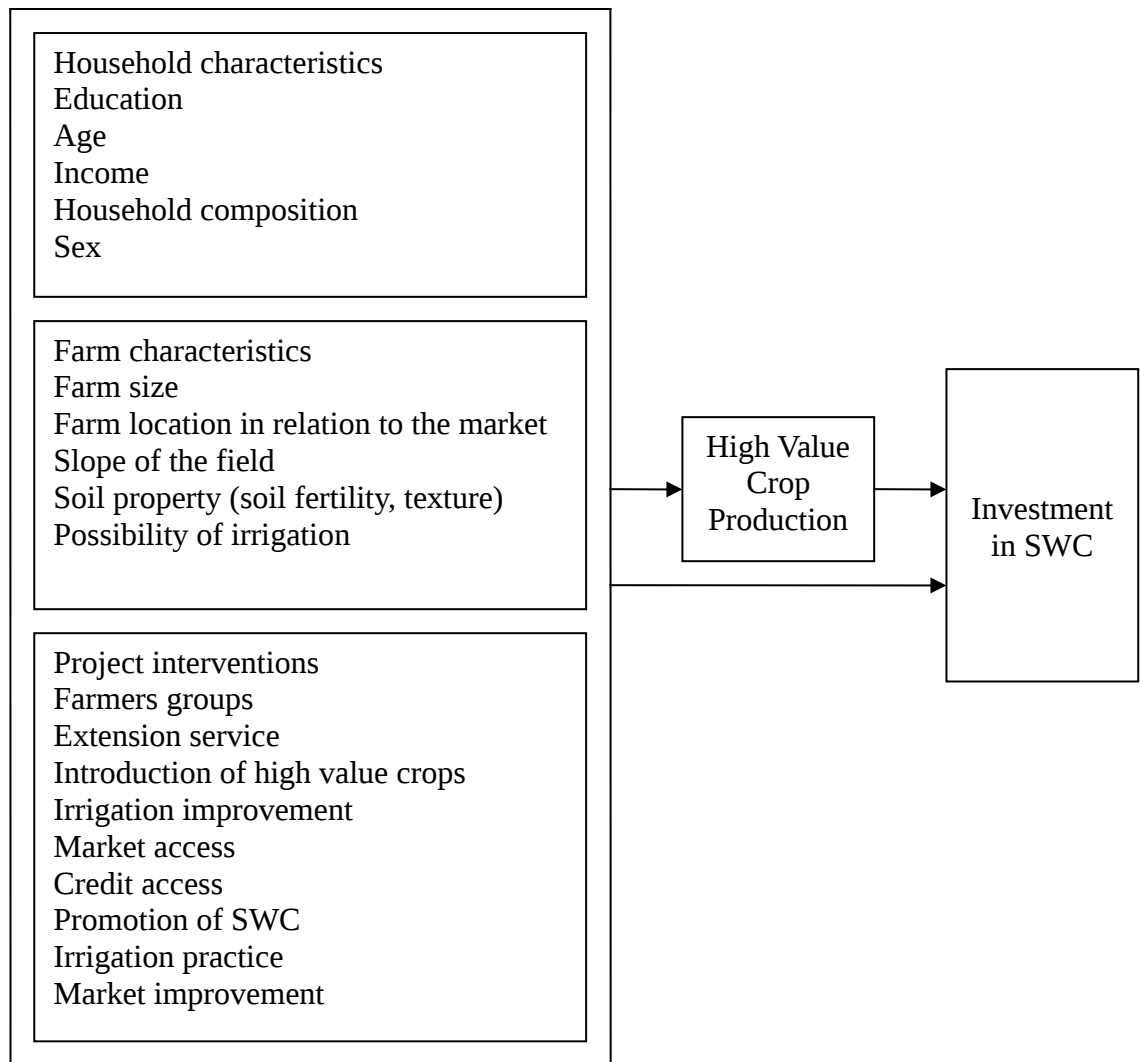 Household characteristics
Education
Age
Income
Household composition
Sex
Farm characteristics
Farm size
Farm location in relation to the market
Slope of the field
Soil property (soil fertility, texture)
Possibility of irrigation
Project interventions
Farmers groups
Extension service
Introduction of high value crops
Irrigation improvement
Market access
Credit access
Promotion of SWC
Irrigation practice
Market improvement
High Value
Crop
Production
Investment
in SWC